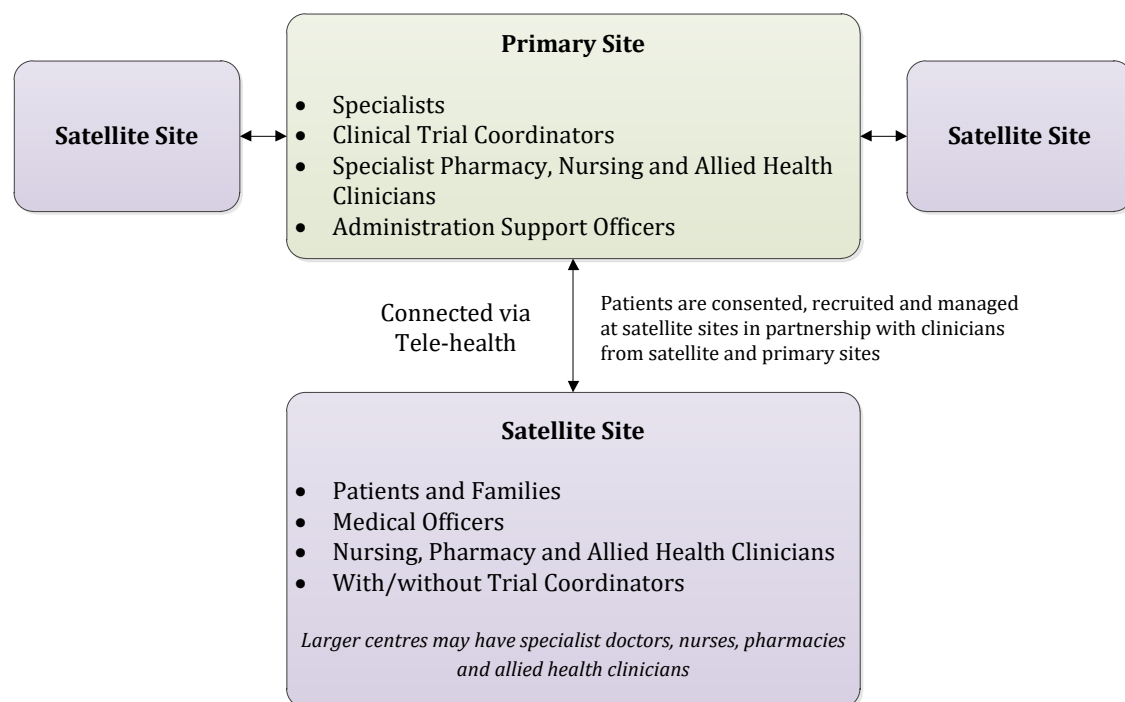 Primary Site
• Specialists
• Clinical Trial Coordinators
• Specialist Pharmacy, Nursing and Allied Health
Clinicians
• Administration Support Officers
Satellite Site
Satellite Site
Connected via
Tele-health
Patients are consented, recruited and managed
at satellite sites in partnership with clinicians
from satellite and primary sites
Satellite Site
• Patients and Families
• Medical Officers
• Nursing, Pharmacy and Allied Health Clinicians
• With/without Trial Coordinators
Larger centres may have specialist doctors, nurses, pharmacies
and allied health clinicians